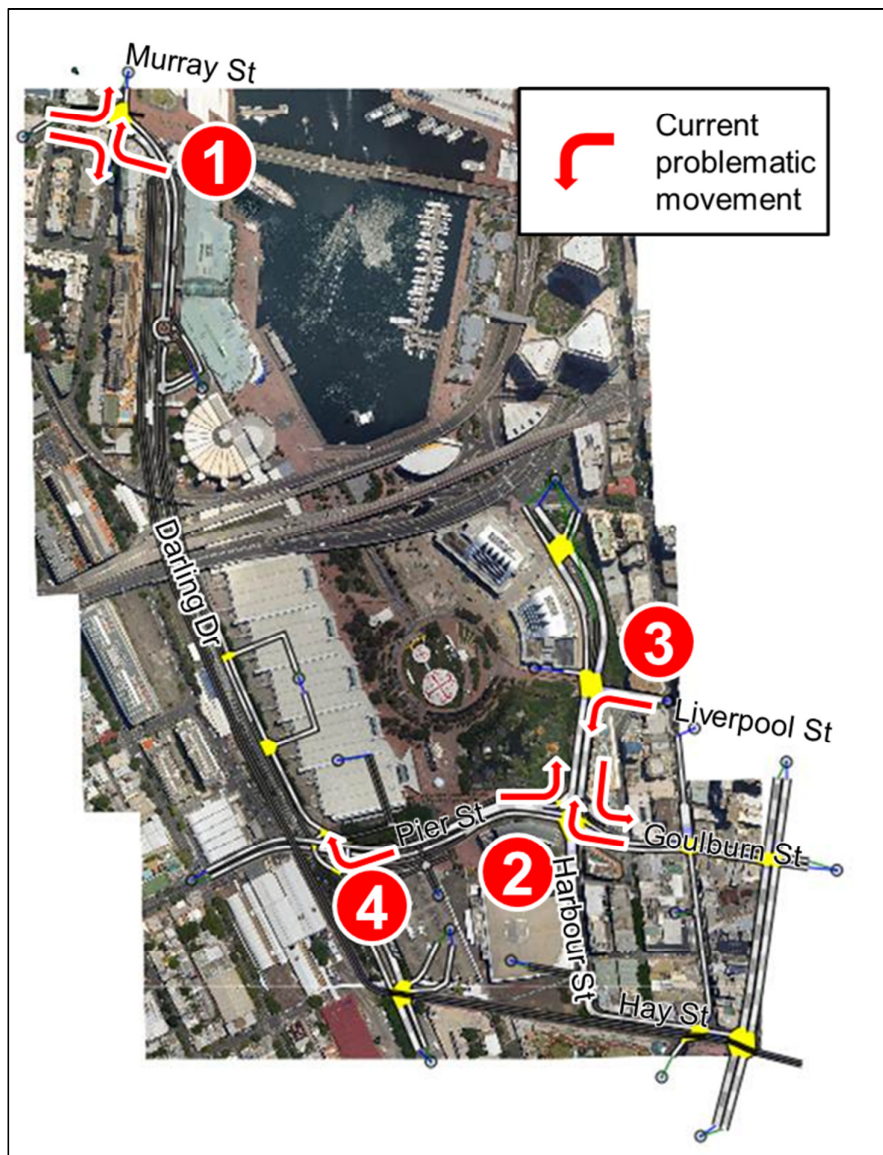 Murray St
Current
problematic
movement
1
Darling Dr
3
Liverpool St
Pier St
Goulburn St
2
Harbour St
4
Hay St